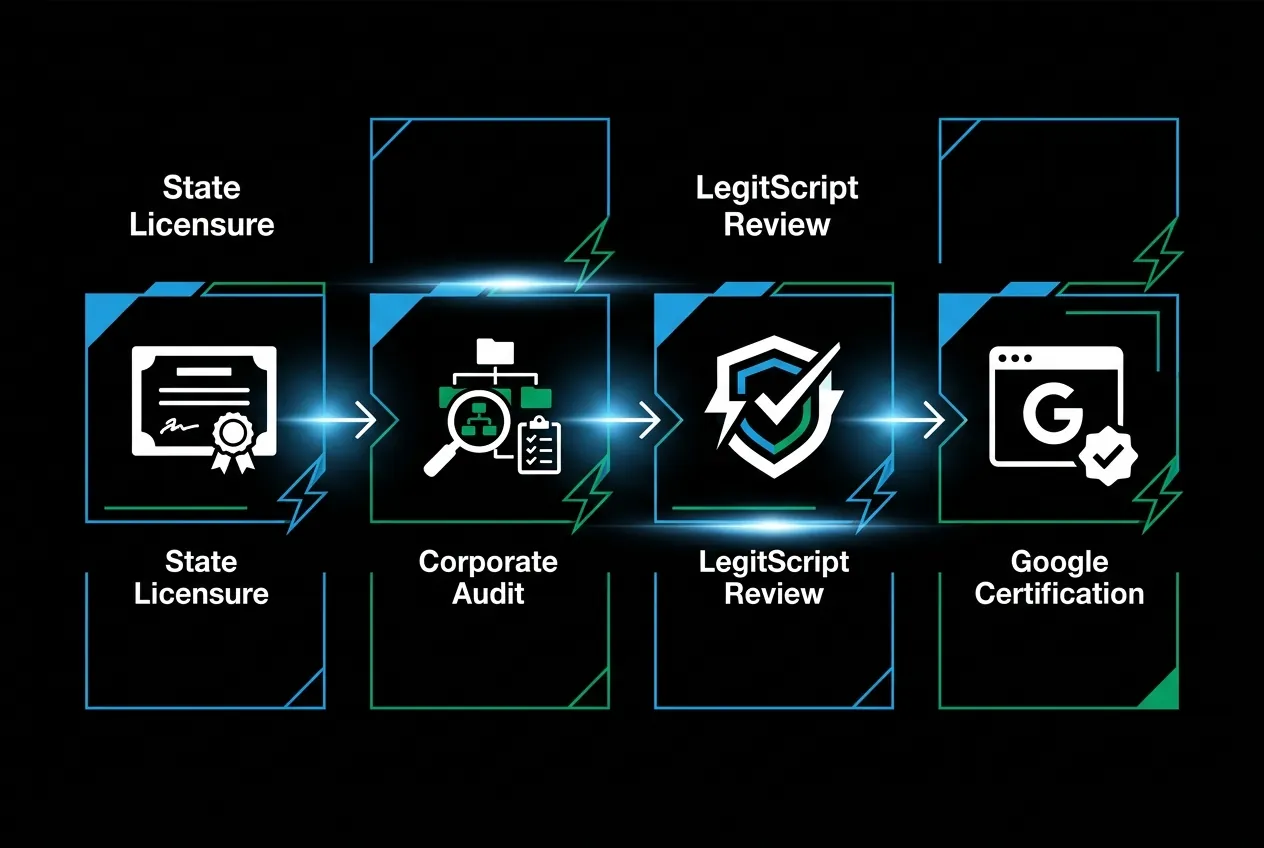 State
Licensure
LegitScript
Review
G
State
Licensure
Corporate
Audit
LegitScript
Review
Google
Certification